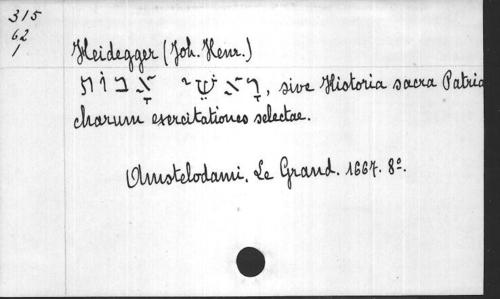 315
62
1
Heidegger (Joh. Henr.)
רָאשֵׁי אָבוֹת, sive Historia sacra Patria
charum exercitationes selectae.
Amstelodami. Le Grand. 1667. 8º.